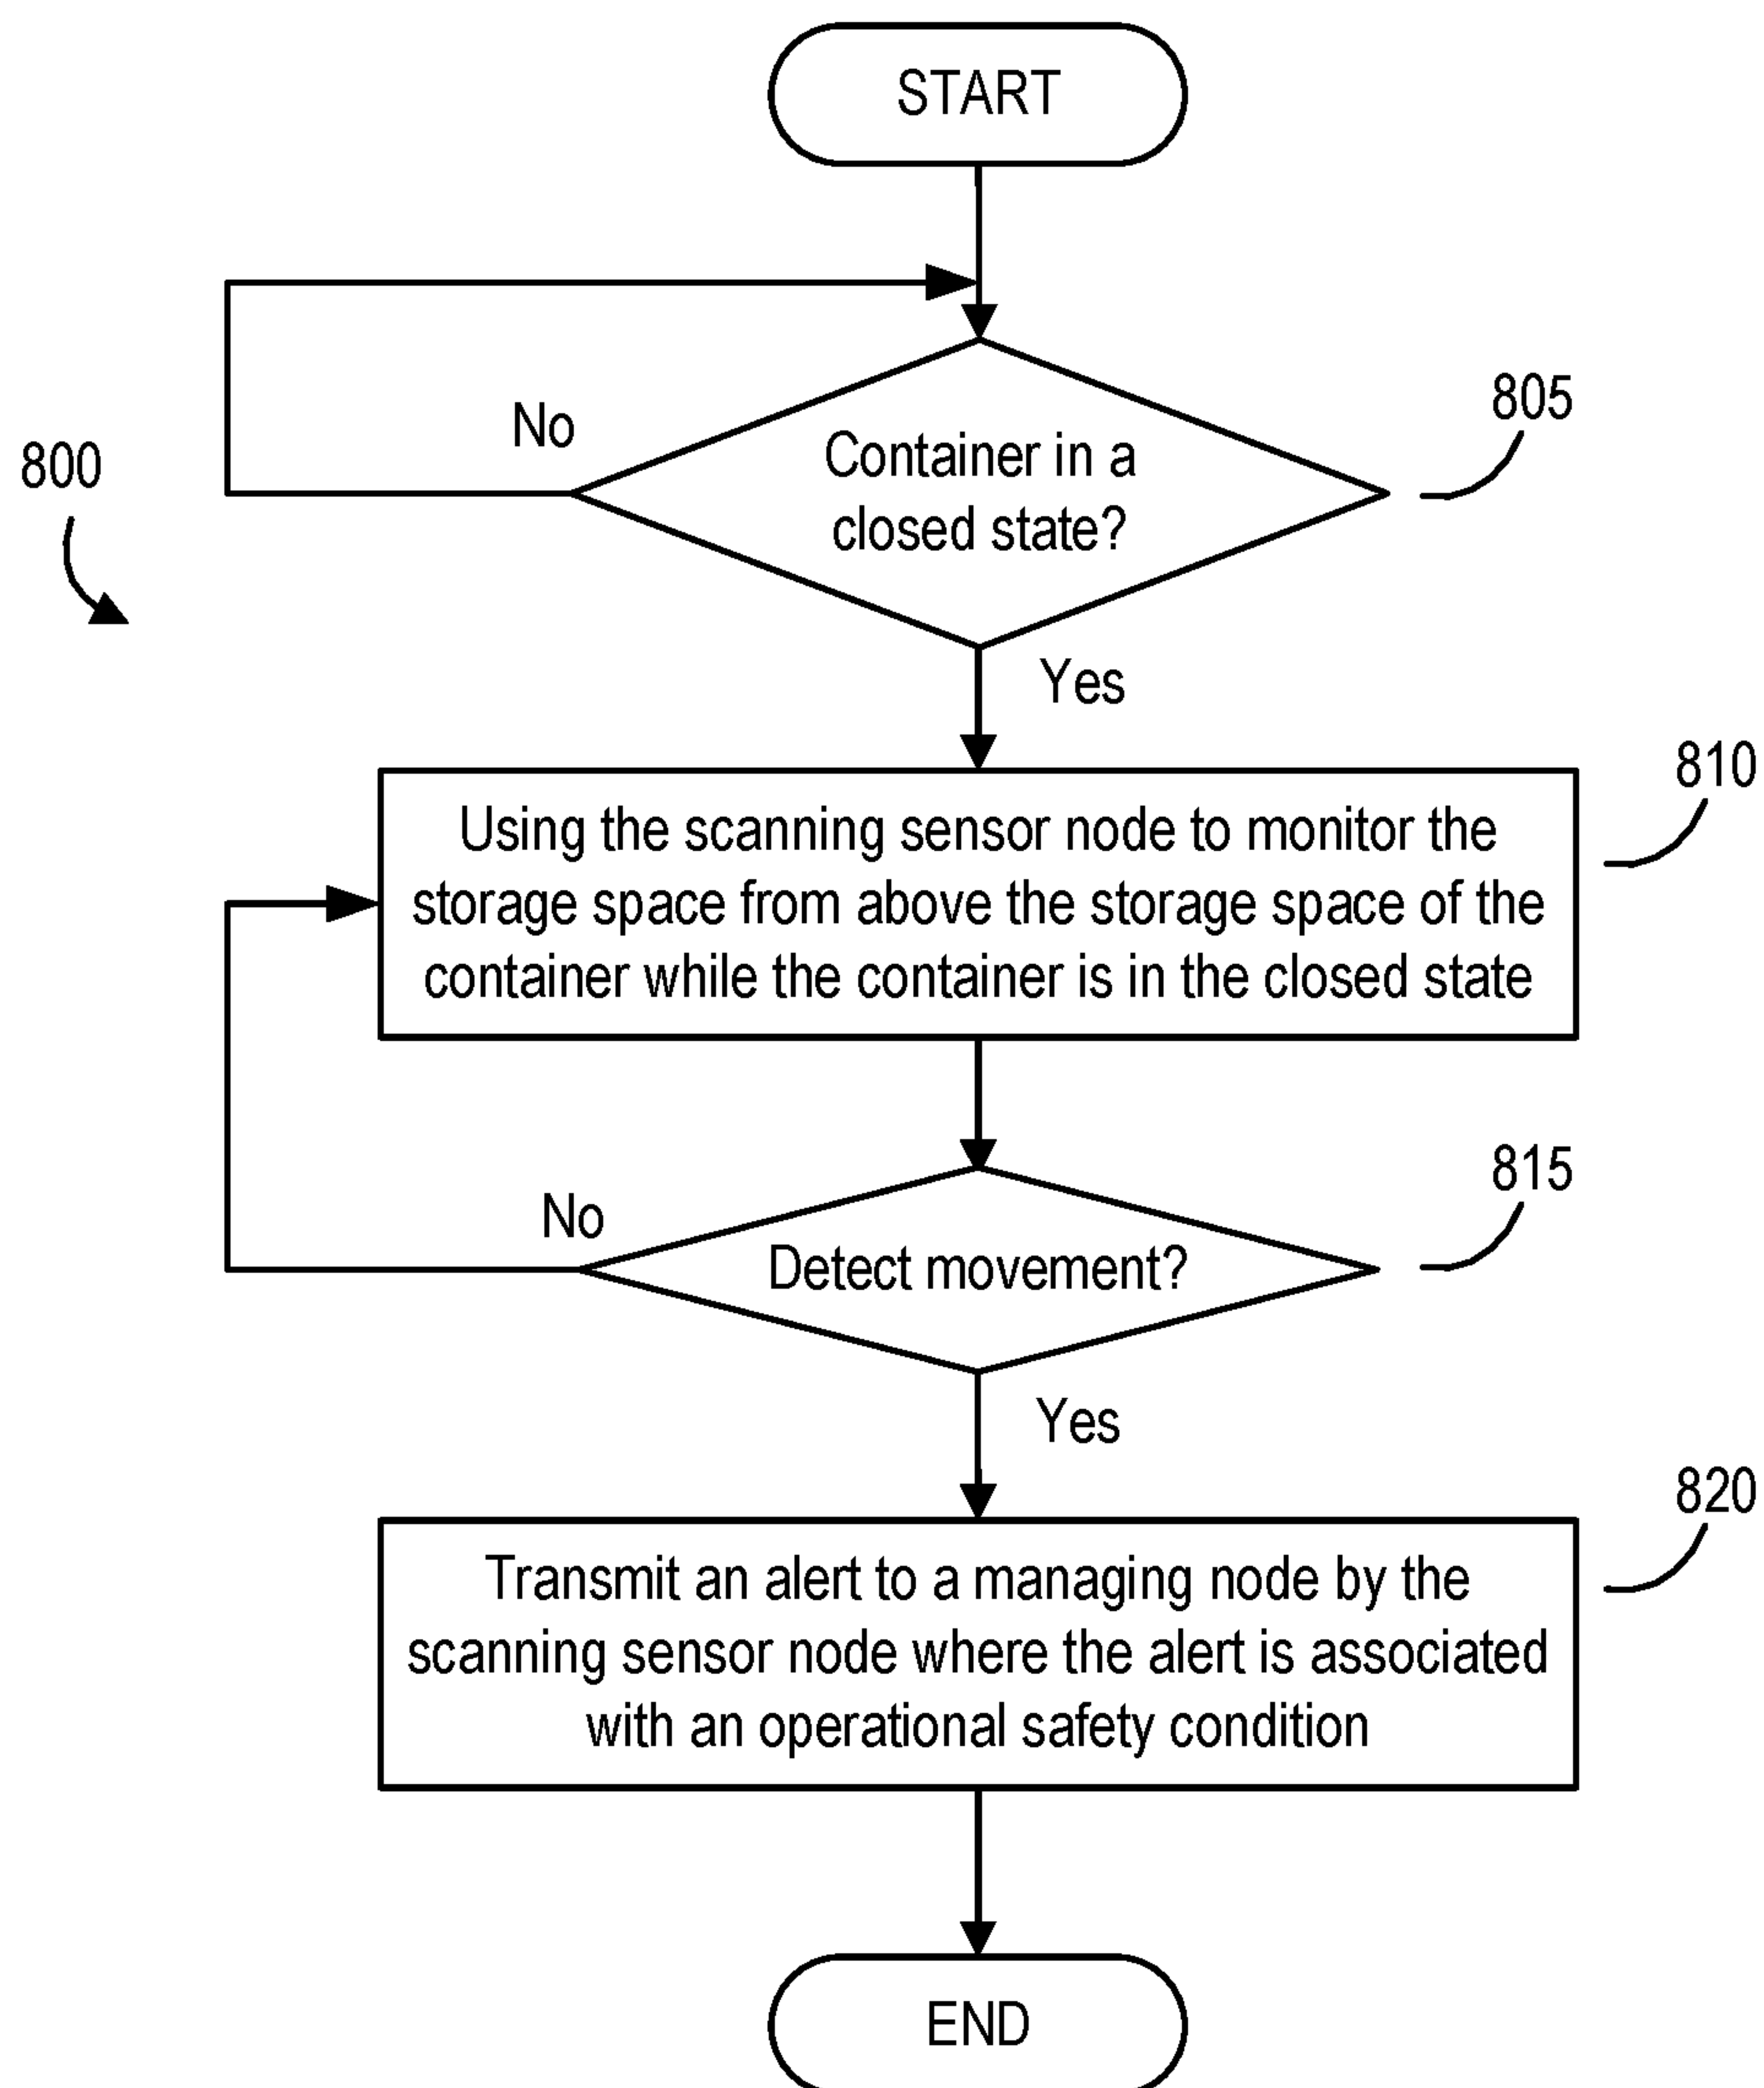 START
No
805
800
Container in a
closed state?
Yes
810
Using the scanning sensor node to monitor the
storage space from above the storage space of the
container while the container is in the closed state
815
No
Detect movement?
Yes
820
Transmit an alert to a managing node by the
scanning sensor node where the alert is associated
with an operational safety condition
END